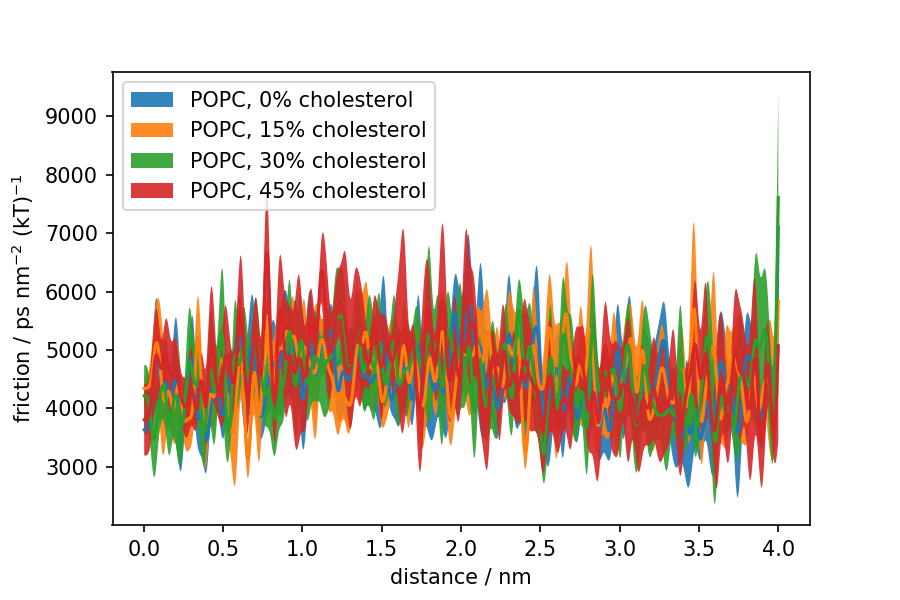 POPC, 0% cholesterol
POPC, 15% cholesterol
POPC, 30% cholesterol
POPC, 45% cholesterol
9000
8000
7000
6000
5000
4000
3000
friction / ps nm⁻² (kT)⁻¹
0.0 0.5 1.0 1.5 2.0 2.5 3.0 3.5 4.0
distance / nm